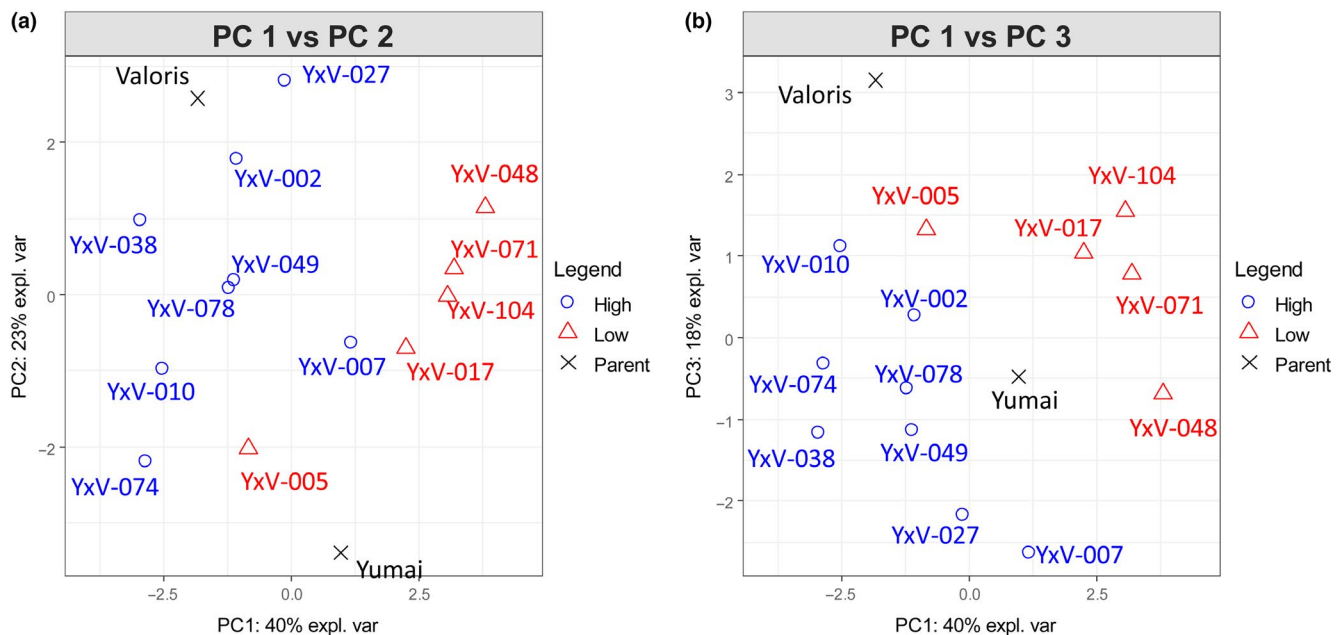 (a)
PC 1 vs PC 2
Valoris
YxV-027
YxV-002
YxV-048
YxV-038
YxV-071
YxV-049
YxV-078
YxV-104
YxV-007
YxV-017
YxV-010
YxV-005
YxV-074
Yumai
2
0
−2
−2.5
0.0
2.5
PC2: 23% expl. var
PC1: 40% expl. var
Legend
High
Low
Parent
(b)
PC 1 vs PC 3
Valoris
YxV-104
YxV-005
YxV-017
YxV-010
YxV-002
YxV-071
YxV-074
YxV-078
Yumai
YxV-048
YxV-038
YxV-049
YxV-027
YxV-007
3
2
1
0
−1
−2
−2.5
0.0
2.5
PC3: 18% expl. var
PC1: 40% expl. var
Legend
High
Low
Parent